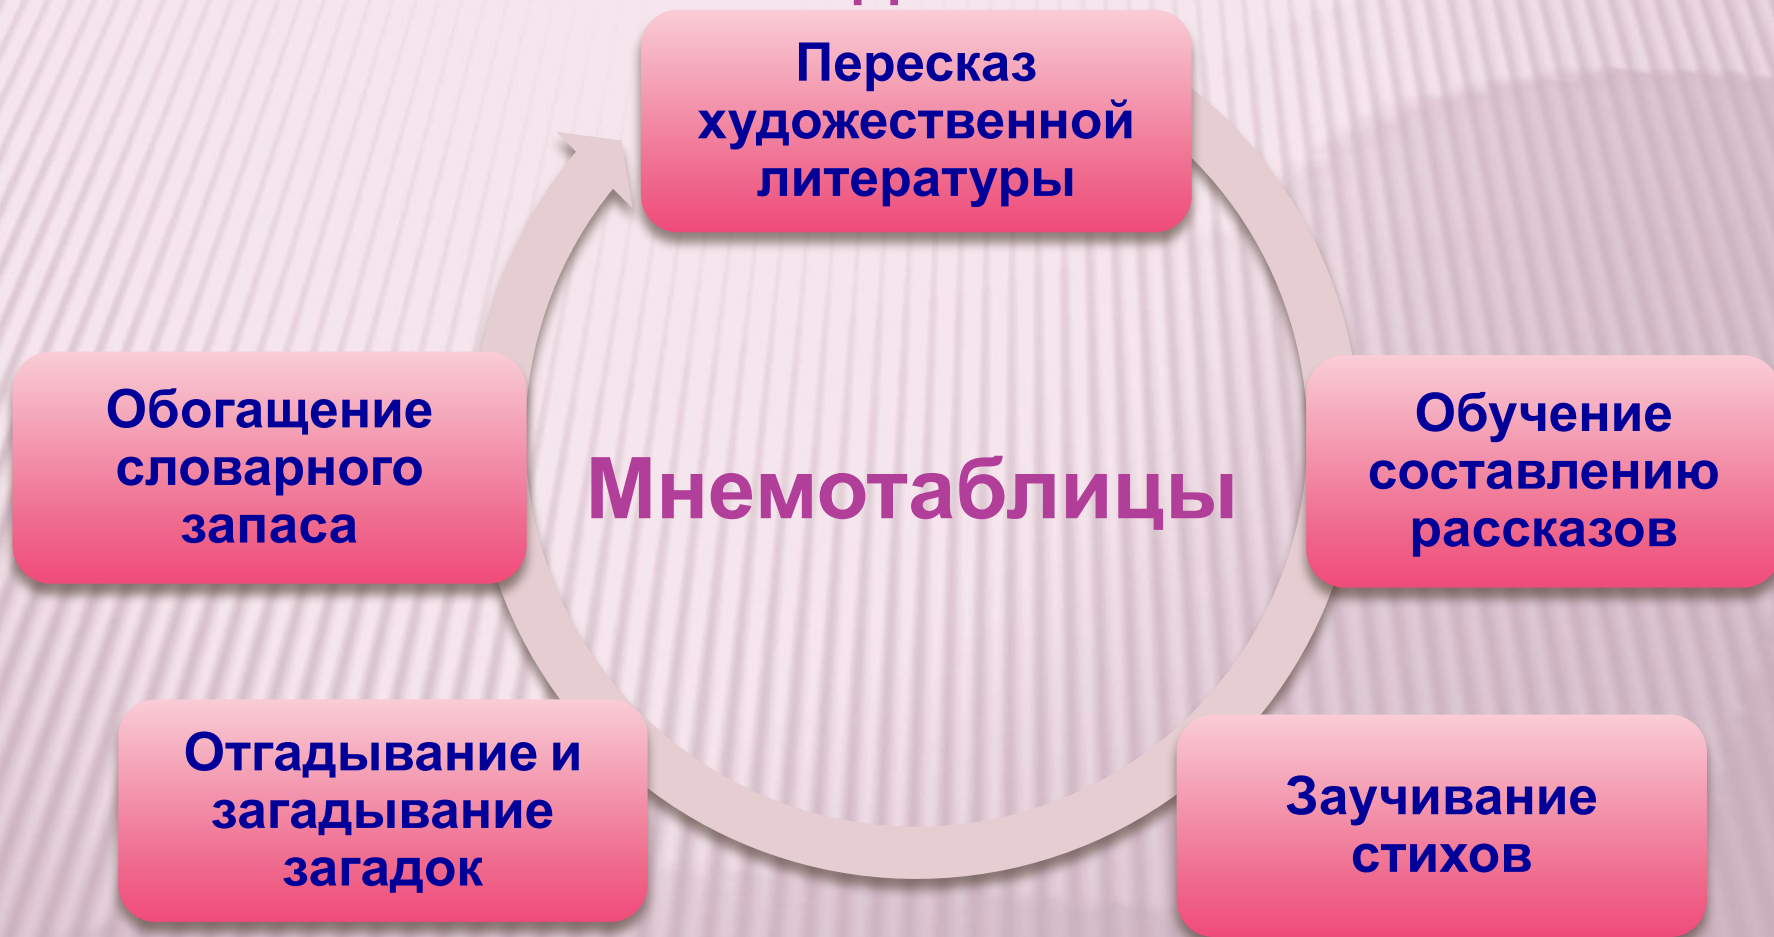 Пересказ
художественной
литературы
Обогащение
словарного
запаса
Мнемотаблицы
Обучение
составлению
рассказов
Отгадывание и
загадывание
загадок
Заучивание
стихов